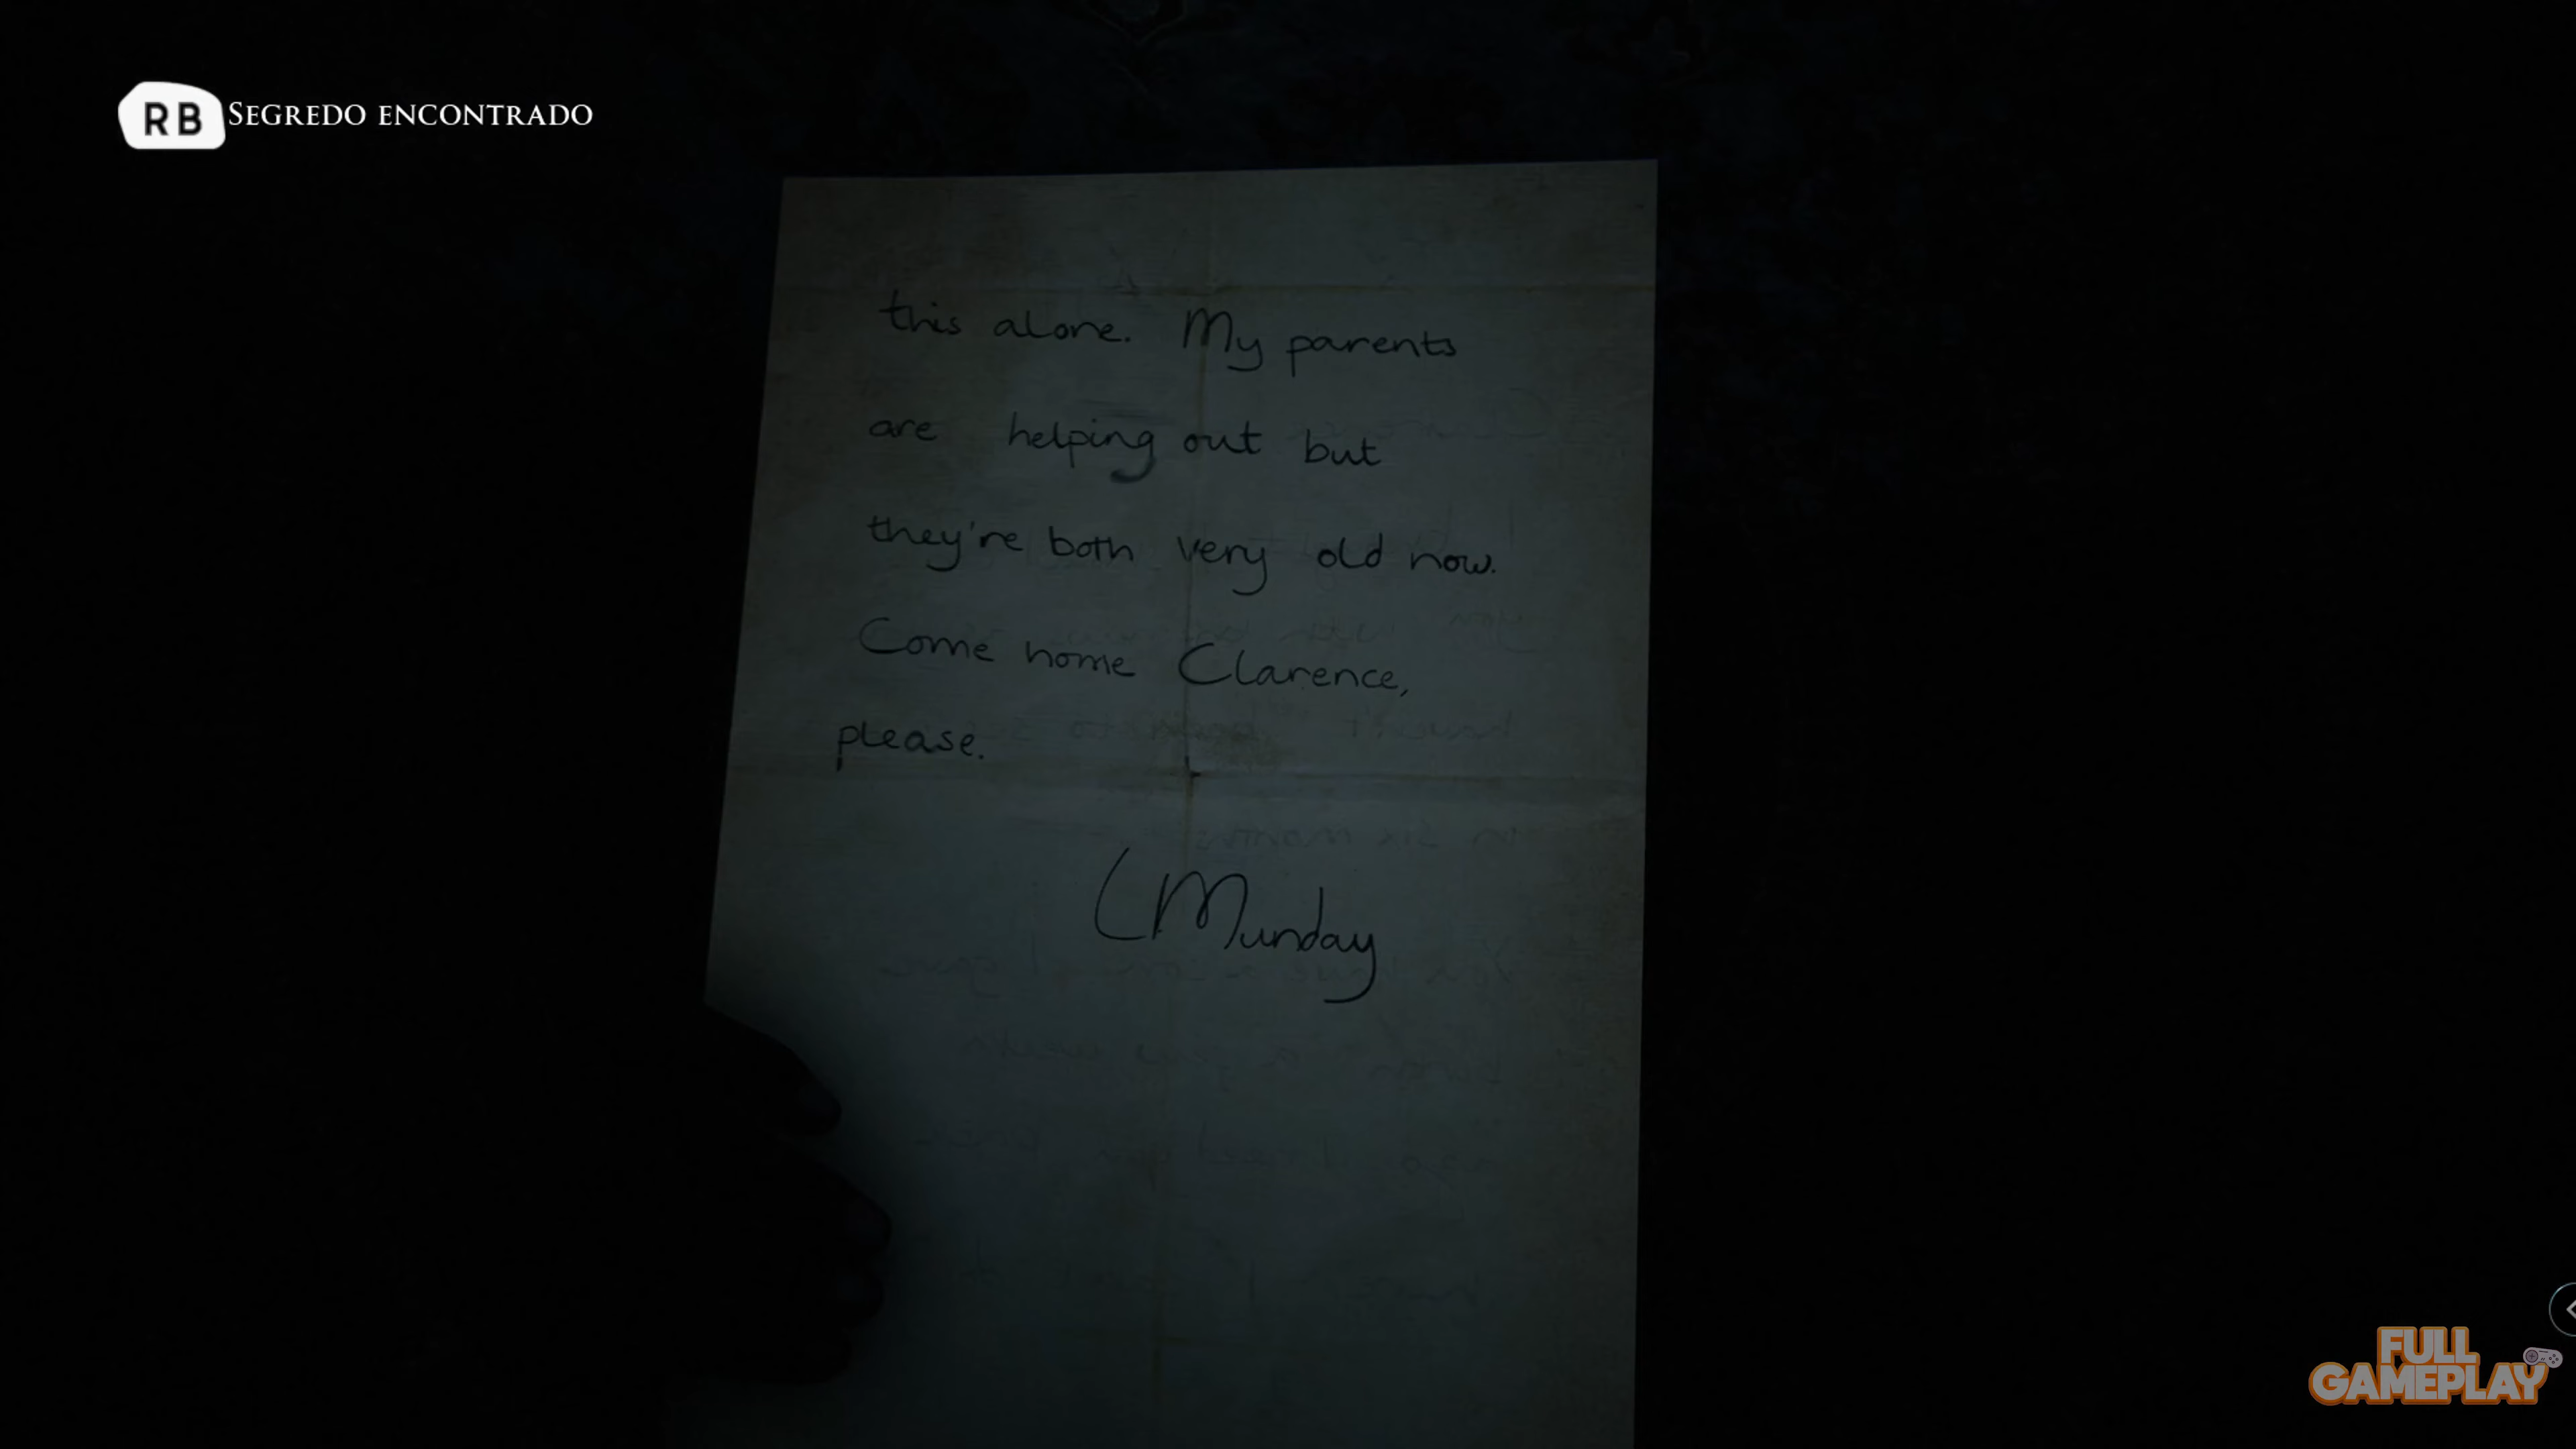 RB SEGREDO ENCONTRADO
this alone. My parents
are helping out but
they're both very old now.
Come home Clarence,
please.
L Munday
FULL
GAMEPLAY